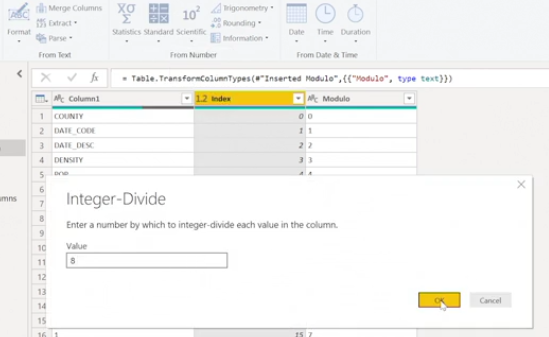 ABC
Merge Columns
Extract
Parse
Format
From Text
XΣ
σ
Statistics
Standard
10²
Scientific
Trigonometry
.00 Rounding
Information
From Number
Date
Time
Duration
From Date & Time
fx
= Table.TransformColumnTypes(#"Inserted Modulo",{{"Modulo", type text}})
ABC Column1
1.2 Index
ABC Modulo
1 COUNTY 0 0
2 DATE_CODE 1 1
3 DATE_DESC 2 2
4 DENSITY 3 3
5 POP 4 4
6
7
8
9
10
11
12
13
14
15
16 1 15 7
mns
Integer-Divide
Enter a number by which to integer-divide each value in the column.
Value
8
OK
Cancel